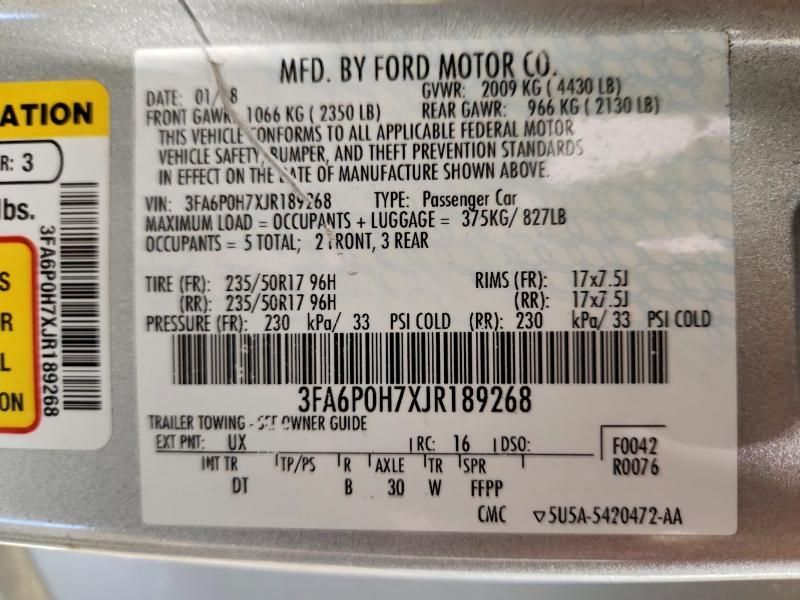 MFD. BY FORD MOTOR CO.
DATE: 01/ 8 GVWR: 2009 KG ( 4430 LB)
FRONT GAWR: 1066 KG ( 2350 LB) REAR GAWR: 966 KG ( 2130 LB)
THIS VEHICLE CONFORMS TO ALL APPLICABLE FEDERAL MOTOR
VEHICLE SAFETY, BUMPER, AND THEFT PREVENTION STANDARDS
IN EFFECT ON THE DATE OF MANUFACTURE SHOWN ABOVE.
VIN: 3FA6P0H7XJR189268 TYPE: Passenger Car
MAXIMUM LOAD = OCCUPANTS + LUGGAGE = 375KG/ 827LB
OCCUPANTS = 5 TOTAL; 2 FRONT, 3 REAR
TIRE (FR): 235/50R17 96H RIMS (FR): 17x7.5J
(RR): 235/50R17 96H (RR): 17x7.5J
PRESSURE (FR): 230 kPa/ 33 PSI COLD (RR): 230 kPa/ 33 PSI COLD
3FA6P0H7XJR189268
TRAILER TOWING - SEE OWNER GUIDE
EXT PNT: UX RC: 16 DSO: F0042
R0076
INT TR TP/PS R AXLE TR SPR
DT B 30 W FFPP
CMC ▽5U5A-5420472-AA
ATION
R: 3
lbs.
3FA6P0H7XJR189268
S
R
L
ON